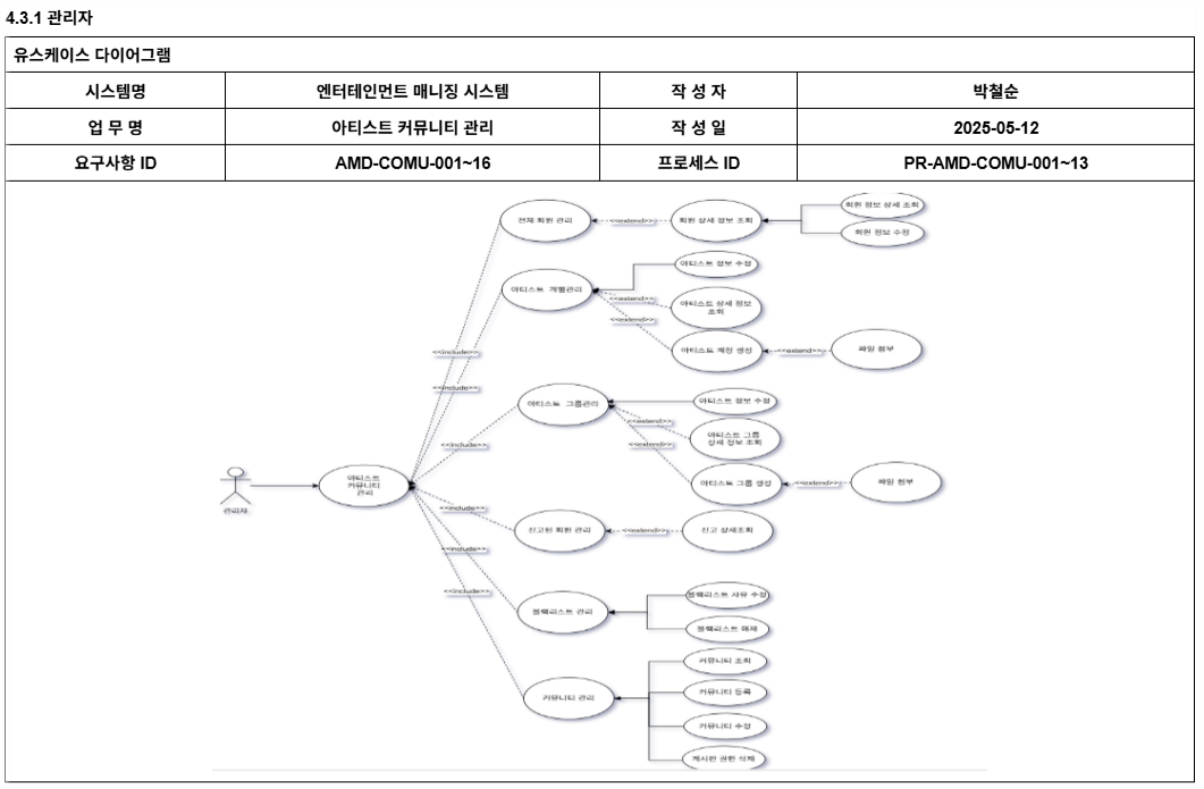 4.3.1 관리자
유스케이스 다이어그램
시스템명 엔터테인먼트 매니징 시스템 작 성 자 박철순
업 무 명 아티스트 커뮤니티 관리 작 성 일 2025-05-12
요구사항 ID AMD-COMU-001~16 프로세스 ID PR-AMD-COMU-001~13
전체 회원 관리
<<extend>>
회원 상세 정보 조회
회원 정보 상세 조회
회원 정보 수정
아티스트 개별관리
아티스트 정보 수정
<<extend>>
아티스트 상세 정보
조회
<<extend>>
아티스트 계정 생성
<<extend>>
파일 첨부
<<include>>
<<include>>
아티스트 그룹관리
아티스트 정보 수정
<<extend>>
아티스트 그룹
상세 정보 조회
<<include>>
<<extend>>
아티스트 그룹 생성
<<extend>>
파일 첨부
관리자
아티스트
커뮤니티
관리
<<include>>
신고된 회원 관리
<<extend>>
신고 상세조회
<<include>>
<<include>>
블랙리스트 관리
블랙리스트 사유 수정
블랙리스트 해제
커뮤니티 관리
커뮤니티 조회
커뮤니티 등록
커뮤니티 수정
게시판 권한 삭제